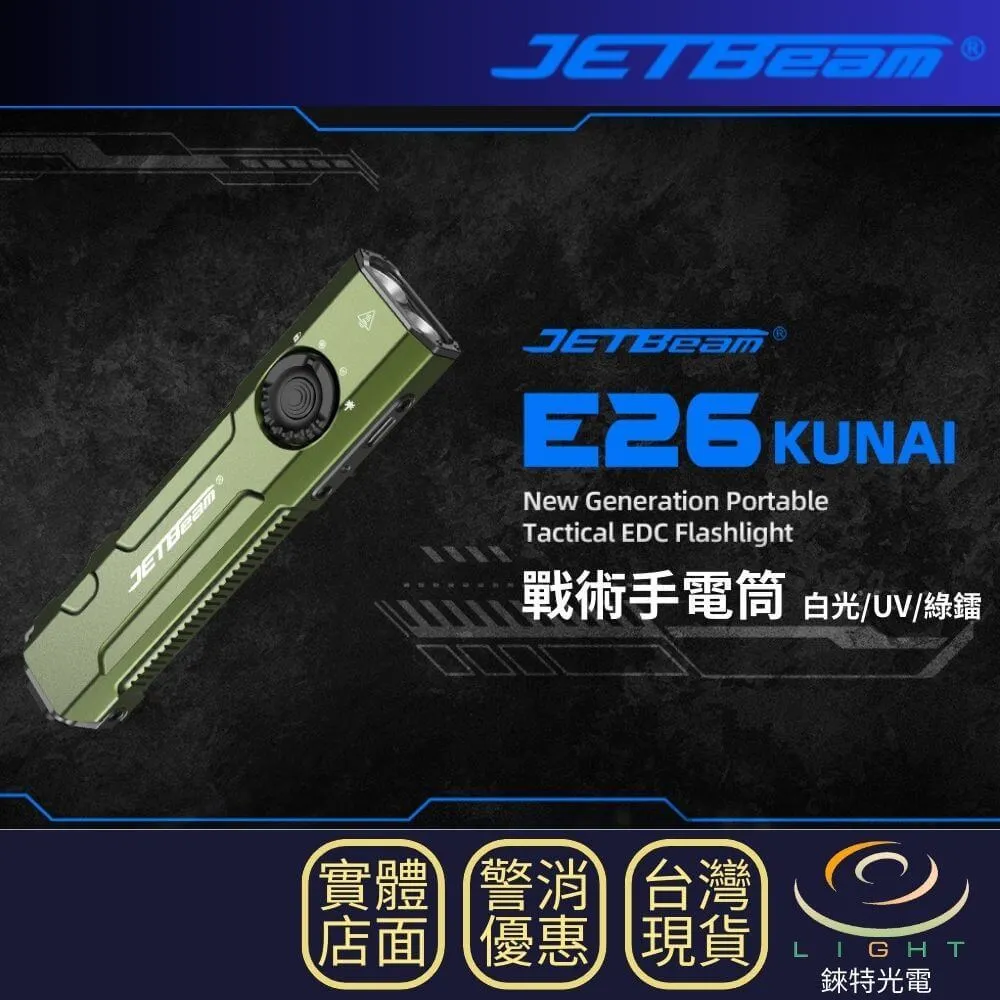 JETBeam®
JETBeam®
E26 KUNAI
New Generation Portable
Tactical EDC Flashlight
戰術手電筒 白光/UV/綠鐳
JETBeam®
實體
店面
警消
優惠
台灣
現貨
LIGHT
錸特光電